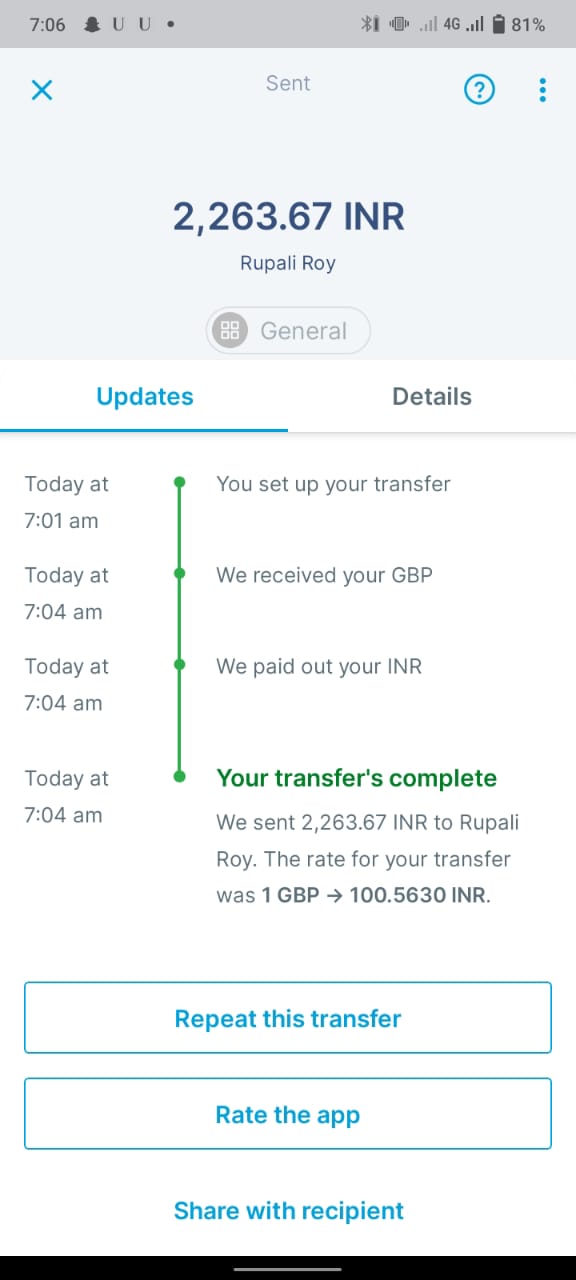 7:06 U U •
4G 81%
Sent
?
2,263.67 INR
Rupali Roy
General
Updates
Details
Today at
7:01 am
You set up your transfer
Today at
7:04 am
We received your GBP
Today at
7:04 am
We paid out your INR
Today at
7:04 am
Your transfer's complete
We sent 2,263.67 INR to Rupali
Roy. The rate for your transfer
was 1 GBP → 100.5630 INR.
Repeat this transfer
Rate the app
Share with recipient